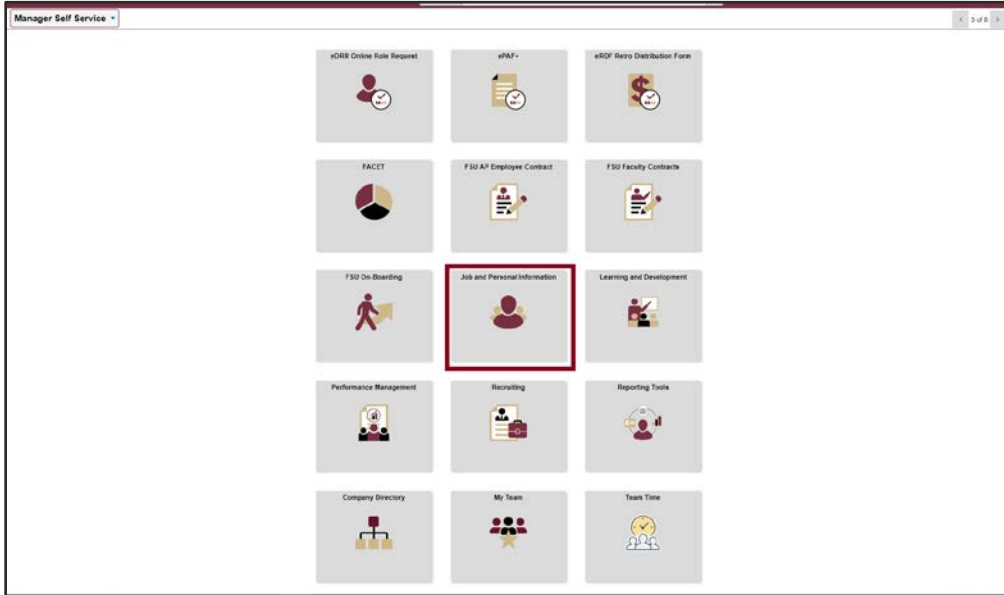 Manager Self Service
3 of 8
eORR Online Role Request
ePAF+
eRDF Retro Distribution Form
FACET
FSU AP Employee Contract
FSU Faculty Contracts
FSU On-Boarding
Job and Personal Information
Learning and Development
Performance Management
Recruiting
Reporting Tools
Company Directory
My Team
Team Time